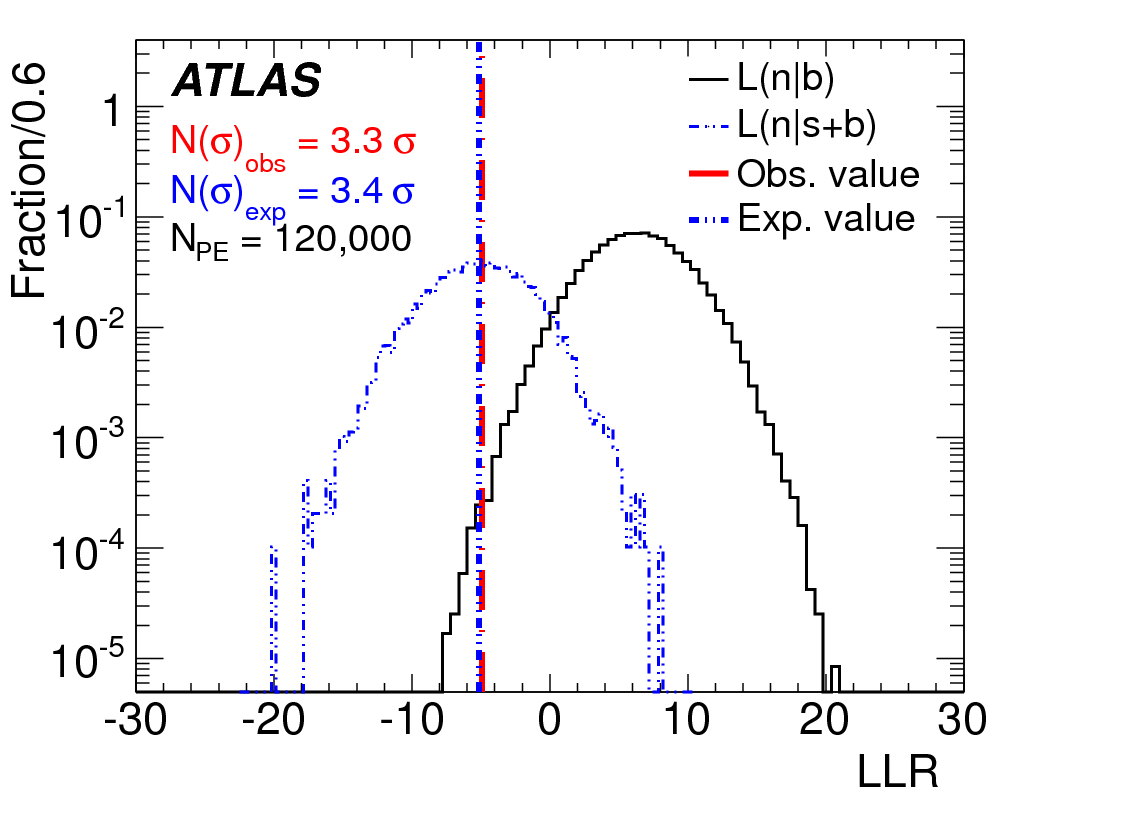 ATLAS
N(σ)obs = 3.3 σ
N(σ)exp = 3.4 σ
NPE = 120,000
L(n|b)
L(n|s+b)
Obs. value
Exp. value
Fraction/0.6
1
10-1
10-2
10-3
10-4
10-5
-30 -20 -10 0 10 20 30
LLR